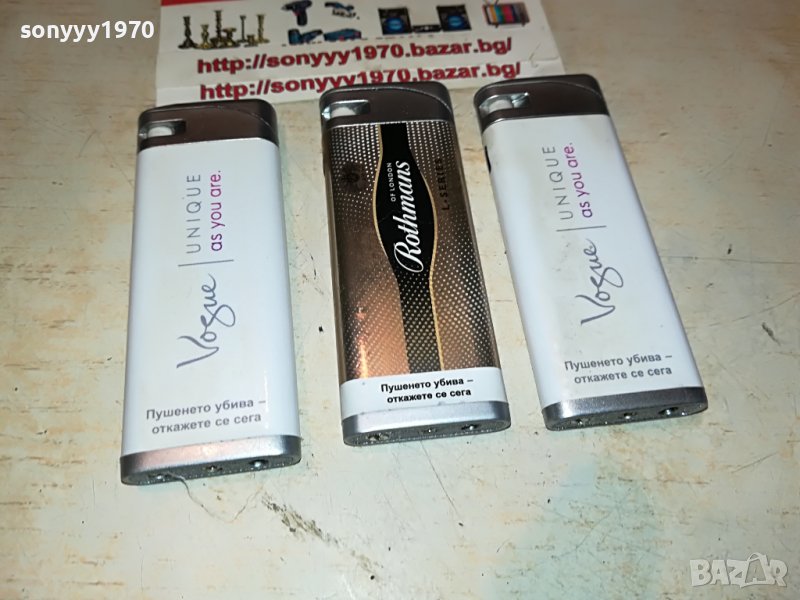 sonyyy1970
http://sonyyy1970.bazar.bg/
http://sonyyy1970.bazar.bg/
Vogue | UNIQUE
as you are.
Пушенето убива –
откажете се сега
OF LONDON
Rothmans
L-SERIES
Пушенето убива –
откажете се сега
Vogue | UNIQUE
as you are.
Пушенето убива –
откажете се сега
BAZAR